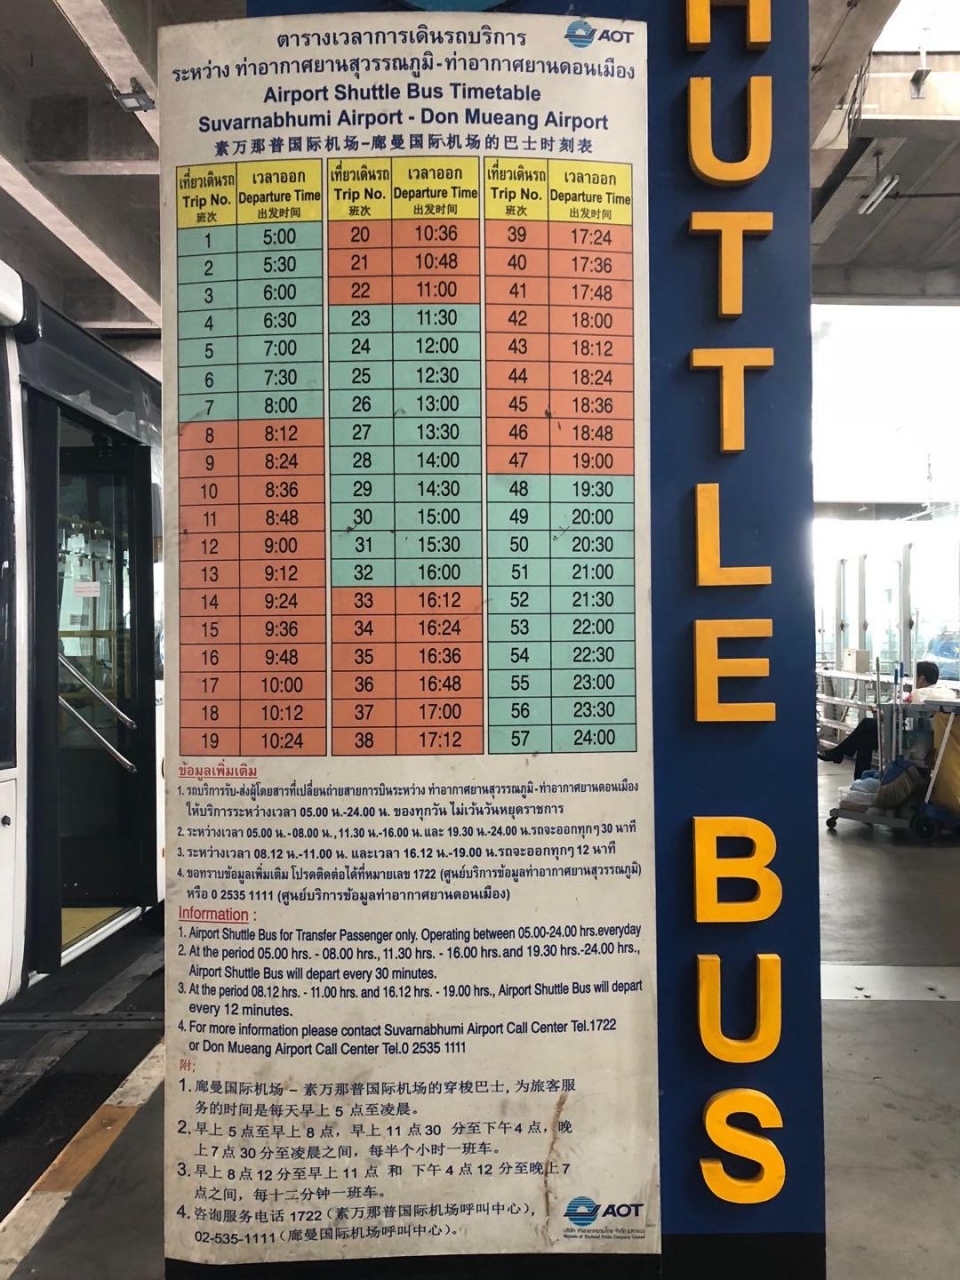 ตารางเวลาการเดินรถบริการ
AOT
ระหว่าง ท่าอากาศยานสุวรรณภูมิ-ท่าอากาศยานดอนเมือง
Airport Shuttle Bus Timetable
Suvarnabhumi Airport - Don Mueang Airport
素万那普国际机场-廊曼国际机场的巴士时刻表
เที่ยวเดินรถ เวลาออก เที่ยวเดินรถ เวลาออก เที่ยวเดินรถ เวลาออก
Trip No. Departure Time Trip No. Departure Time Trip No. Departure Time
班次 出发时间 班次 出发时间 班次 出发时间
1 5:00 20 10:36 39 17:24
2 5:30 21 10:48 40 17:36
3 6:00 22 11:00 41 17:48
4 6:30 23 11:30 42 18:00
5 7:00 24 12:00 43 18:12
6 7:30 25 12:30 44 18:24
7 8:00 26 13:00 45 18:36
8 8:12 27 13:30 46 18:48
9 8:24 28 14:00 47 19:00
10 8:36 29 14:30 48 19:30
11 8:48 30 15:00 49 20:00
12 9:00 31 15:30 50 20:30
13 9:12 32 16:00 51 21:00
14 9:24 33 16:12 52 21:30
15 9:36 34 16:24 53 22:00
16 9:48 35 16:36 54 22:30
17 10:00 36 16:48 55 23:00
18 10:12 37 17:00 56 23:30
19 10:24 38 17:12 57 24:00
ข้อมูลเพิ่มเติม
1. รถบริการรับ-ส่งผู้โดยสารที่เปลี่ยนถ่ายสายการบินระหว่าง ท่าอากาศยานสุวรรณภูมิ-ท่าอากาศยานดอนเมือง
ให้บริการระหว่างเวลา 05.00 น.-24.00 น. ของทุกวัน ไม่เว้นวันหยุดราชการ
2. ระหว่างเวลา 05.00 น.-08.00 น.,11.30 น.-16.00 น. และ 19.30 น.-24.00 น.รถจะออกทุกๆ 30 นาที
3. ระหว่างเวลา 08.12 น.-11.00 น. และเวลา 16.12 น.-19.00 น.รถจะออกทุกๆ 12 นาที
4. ขอทราบข้อมูลเพิ่มเติม โปรดติดต่อได้ที่หมายเลข 1722 (ศูนย์บริการข้อมูลท่าอากาศยานสุวรรณภูมิ)
หรือ 0 2535 1111 (ศูนย์บริการข้อมูลท่าอากาศยานดอนเมือง)
Information :
1. Airport Shuttle Bus for Transfer Passenger only. Operating between 05.00-24.00 hrs.everyday
2. At the period 05.00 hrs. - 08.00 hrs., 11.30 hrs. - 16.00 hrs. and 19.30 hrs.-24.00 hrs.,
Airport Shuttle Bus will depart every 30 minutes.
3. At the period 08.12 hrs. - 11.00 hrs. and 16.12 hrs. - 19.00 hrs., Airport Shuttle Bus will depart
every 12 minutes.
4. For more information please contact Suvarnabhumi Airport Call Center Tel.1722
or Don Mueang Airport Call Center Tel.0 2535 1111
附:
1. 廊曼国际机场 - 素万那普国际机场的穿梭巴士, 为旅客服
务的时间是每天早上 5 点至凌晨。
2. 早上 5 点至早上 8 点，早上 11 点 30 分至下午4 点，晚
上7 点 30 分至凌晨之间，每半个小时一班车。
3. 早上 8 点 12 分至早上 11 点 和 下午 4 点 12 分至晚上 7
点之间，每十二分钟一班车。
4. 咨询服务电话 1722（素万那普国际机场呼叫中心），
02-535-1111（廊曼国际机场呼叫中心）。
AOT
HUTTLE BUS